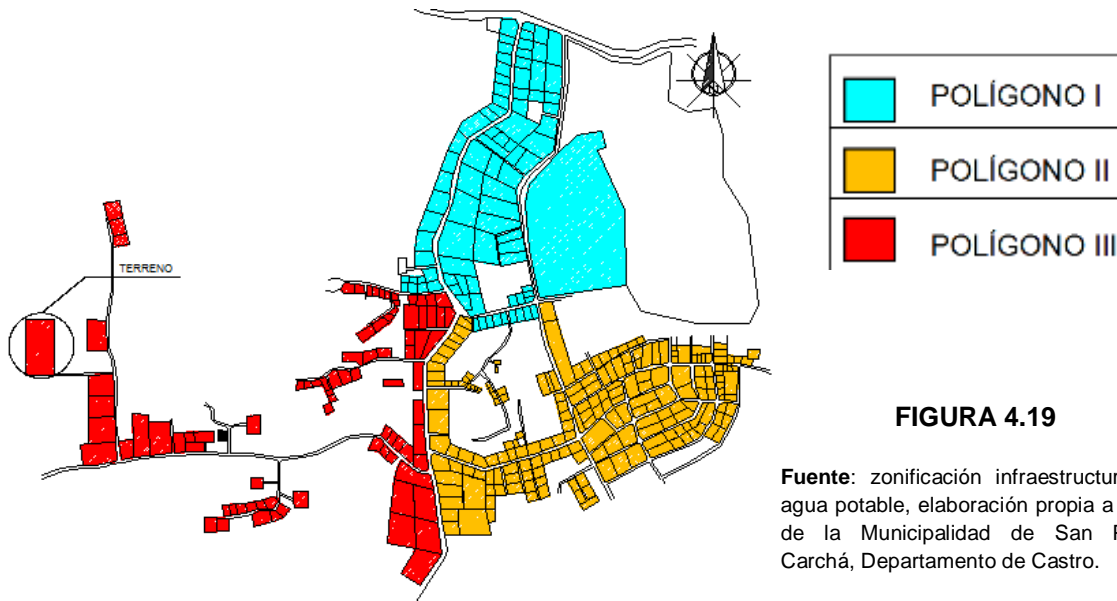 TERRENO
POLÍGONO I
POLÍGONO II
POLÍGONO III
FIGURA 4.19
Fuente: zonificación infraestructur
agua potable, elaboración propia a
de la Municipalidad de San
Carchá, Departamento de Castro.